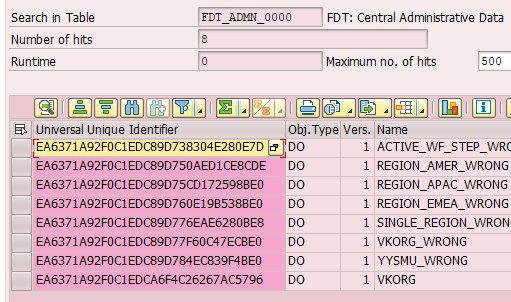 Search in Table FDT_ADMN_0000 FDT: Central Administrative Data
Number of hits 8
Runtime 0 Maximum no. of hits 500
Universal Unique Identifier Obj.Type Vers. Name
EA6371A92F0C1EDC89D738304E280E7D DO 1 ACTIVE_WF_STEP_WRO
EA6371A92F0C1EDC89D750AED1CE8CDE DO 1 REGION_AMER_WRONG
EA6371A92F0C1EDC89D75CD172598BE0 DO 1 REGION_APAC_WRONG
EA6371A92F0C1EDC89D760E19B538BE0 DO 1 REGION_EMEA_WRONG
EA6371A92F0C1EDC89D776EAE6280BE8 DO 1 SINGLE_REGION_WRON
EA6371A92F0C1EDC89D77F60C47ECBE0 DO 1 VKORG_WRONG
EA6371A92F0C1EDC89D784EC839F4BE0 DO 1 YYSMU_WRONG
EA6371A92F0C1EDCA6F4C26267AC5796 DO 1 VKORG